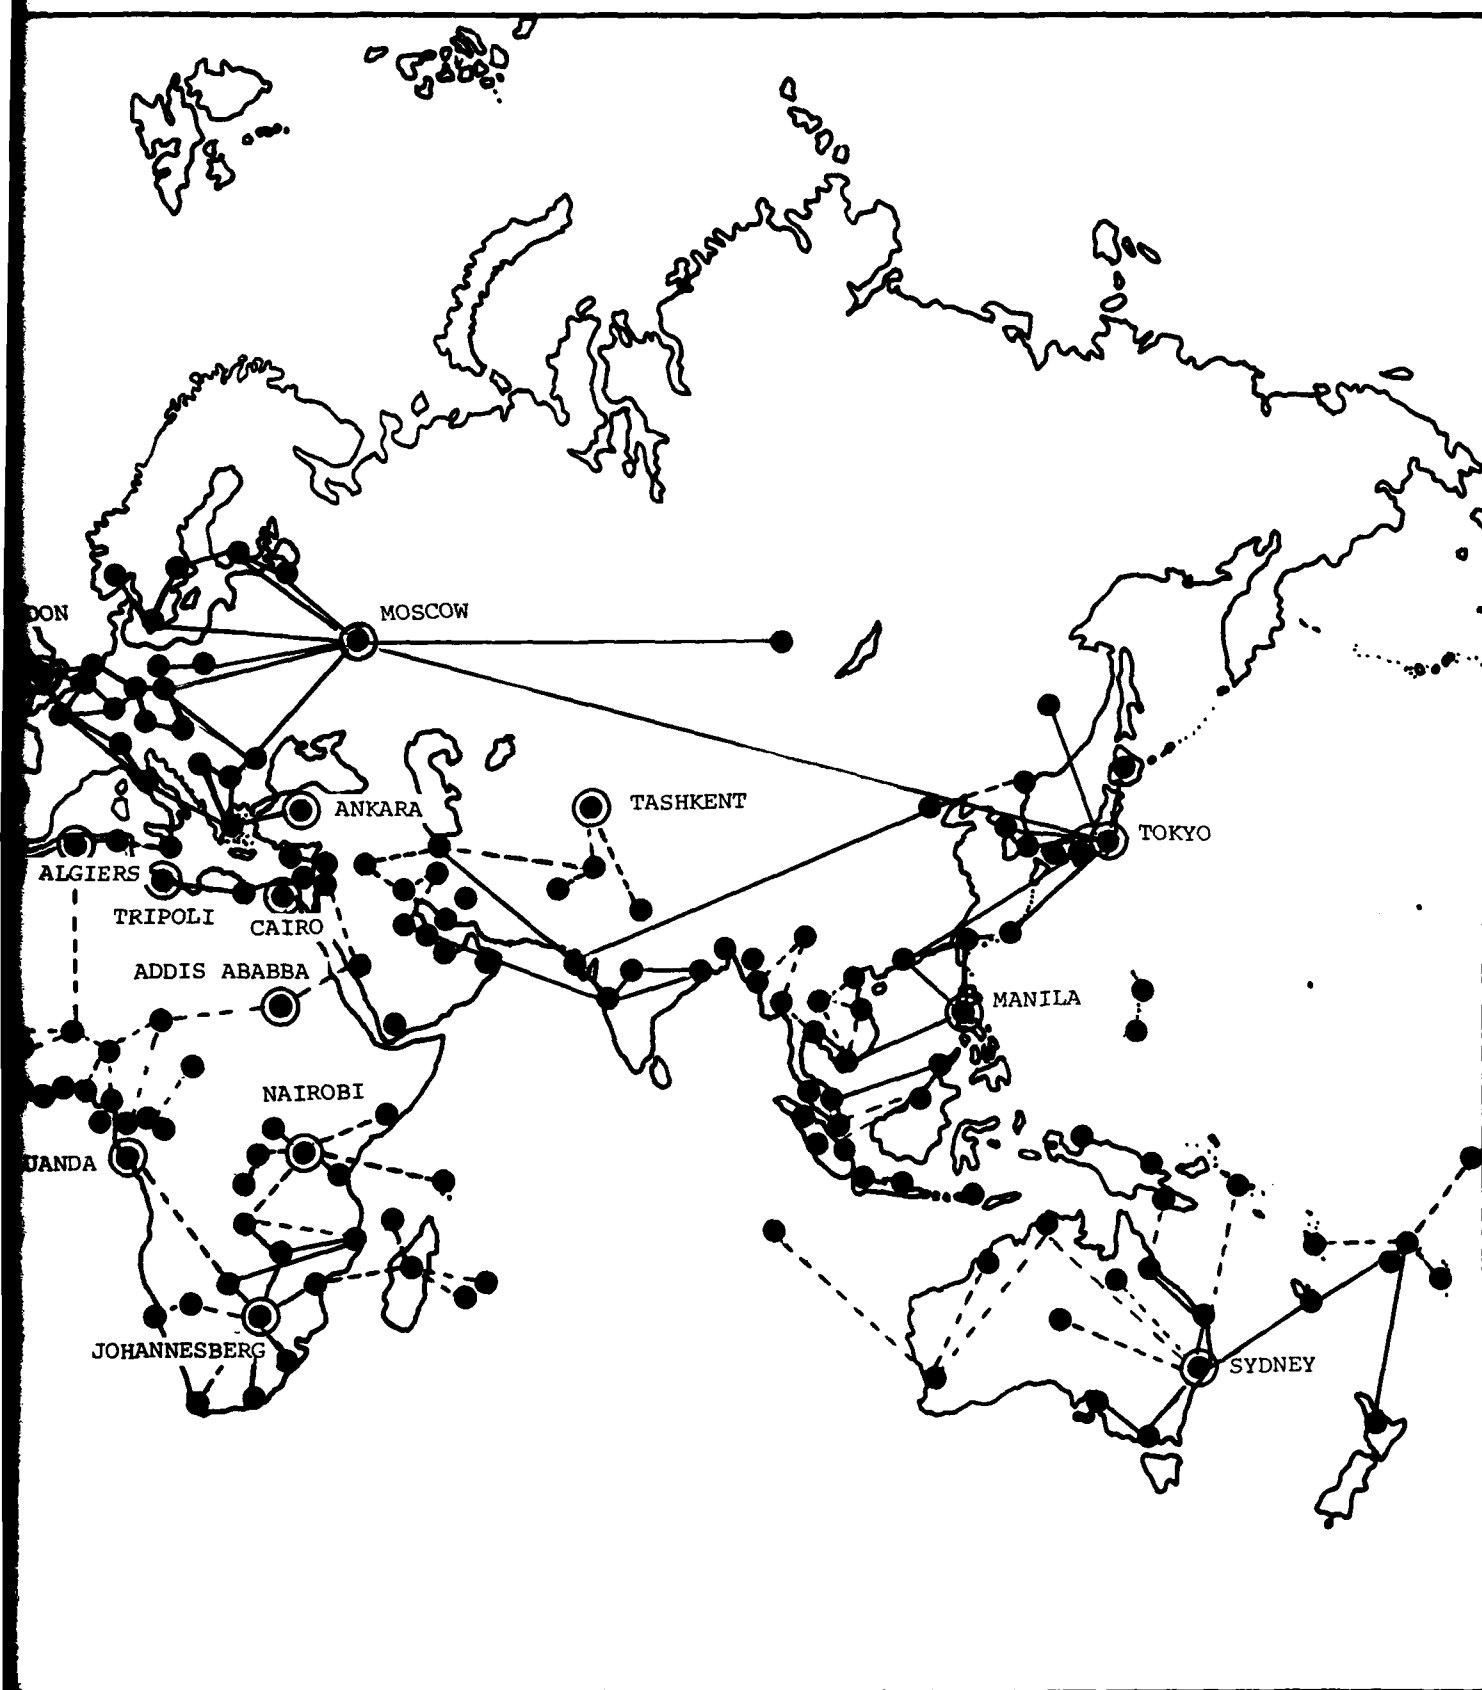 DON
MOSCOW
ANKARA
TASHKENT
TOKYO
ALGIERS
TRIPOLI
CAIRO
ADDIS ABABBA
MANILA
NAIROBI
UANDA
JOHANNESBERG
SYDNEY